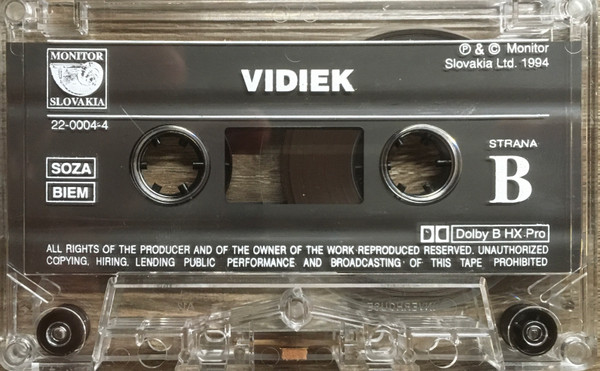 MONITOR
SLOVAKIA
VIDIEK
℗ & © Monitor
Slovakia Ltd. 1994
22-0004-4
SOZA
BIEM
STRANA
B
Dolby B HX Pro
ALL RIGHTS OF THE PRODUCER AND OF THE OWNER OF THE WORK REPRODUCED RESERVED. UNAUTHORIZED
COPYING, HIRING, LENDING PUBLIC PERFORMANCE AND BROADCASTING OF THIS TAPE PROHIBITED